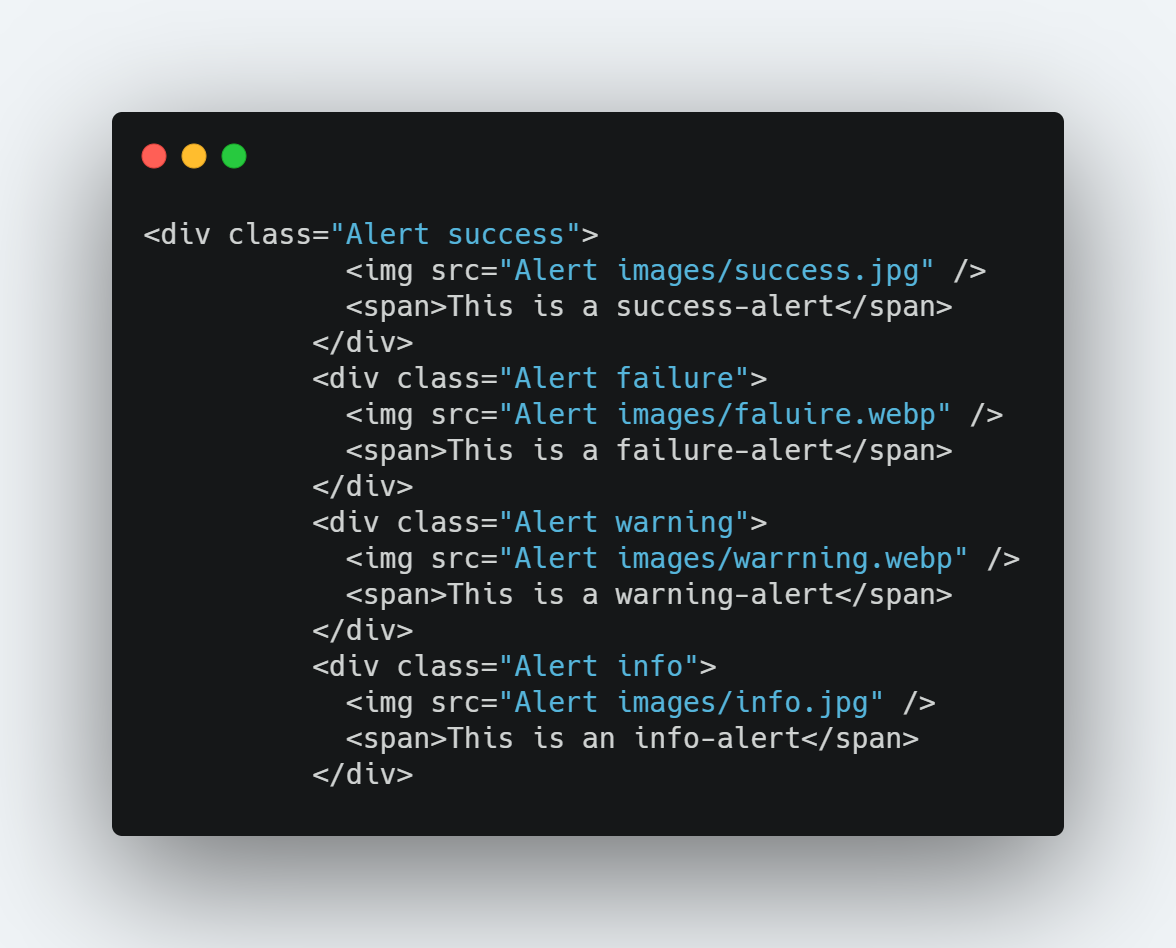 <div class="Alert success">
<img src="Alert images/success.jpg" />
<span>This is a success-alert</span>
</div>
<div class="Alert failure">
<img src="Alert images/faluire.webp" />
<span>This is a failure-alert</span>
</div>
<div class="Alert warning">
<img src="Alert images/warrning.webp" />
<span>This is a warning-alert</span>
</div>
<div class="Alert info">
<img src="Alert images/info.jpg" />
<span>This is an info-alert</span>
</div>